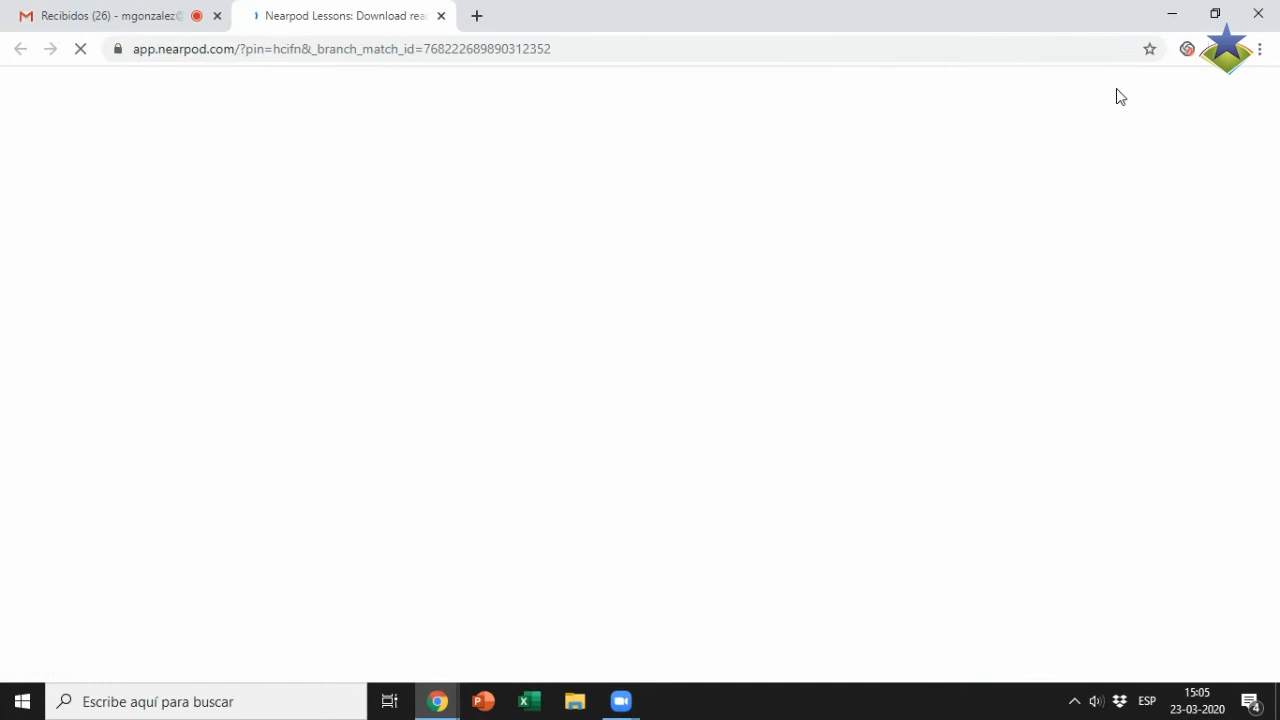 Recibidos (26) - mgonzalez@
Nearpod Lessons: Download rea
app.nearpod.com/?pin=hcifn&_branch_match_id=768222689890312352
Escribe aquí para buscar
ESP
15:05
23-03-2020
4